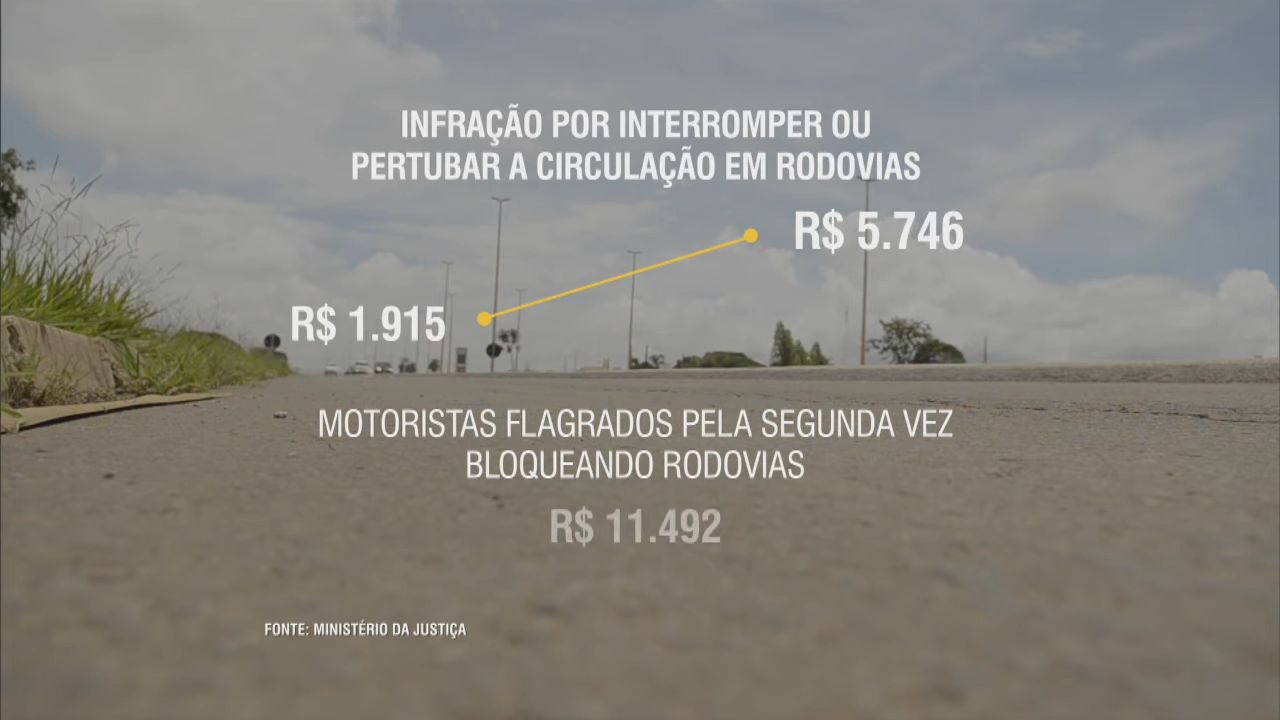 INFRAÇÃO POR INTERROMPER OU
PERTUBAR A CIRCULAÇÃO EM RODOVIAS
R$ 5.746
R$ 1.915
MOTORISTAS FLAGRADOS PELA SEGUNDA VEZ
BLOQUEANDO RODOVIAS
R$ 11.492
FONTE: MINISTÉRIO DA JUSTIÇA